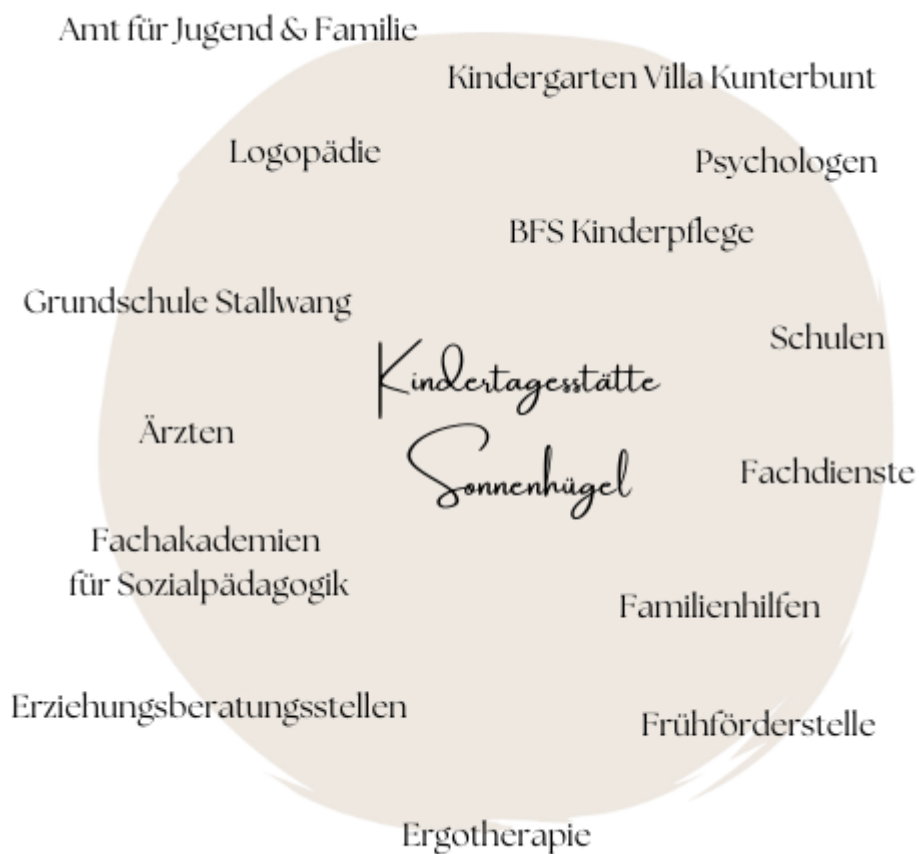 Amt für Jugend & Familie
Kindergarten Villa Kunterbunt
Logopädie
Psychologen
BFS Kinderpflege
Grundschule Stallwang
Schulen
Kindertagesstätte
Sonnenhügel
Ärzten
Fachdienste
Fachakademien
für Sozialpädagogik
Familienhilfen
Erziehungsberatungsstellen
Frühförderstelle
Ergotherapie